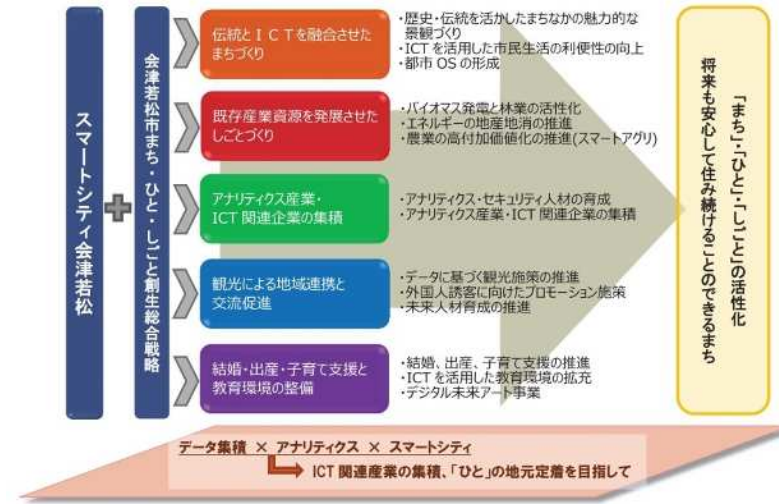 スマートシティ会津若松
+
会津若松市まち・ひと・しごと創生総合戦略
伝統とICTを融合させた
まちづくり
・歴史・伝統を活かしたまちなかの魅力的な
景観づくり
・ICTを活用した市民生活の利便性の向上
・都市OSの形成
既存産業資源を発展させた
しごとづくり
・バイオマス発電と林業の活性化
・エネルギーの地産地消の推進
・農業の高付加価値化の推進(スマートアグリ)
アナリティクス産業・
ICT関連企業の集積
・アナリティクス・セキュリティ人材の育成
・アナリティクス産業・ICT関連企業の集積
観光による地域連携と
交流促進
・データに基づく観光施策の推進
・外国人誘客に向けたプロモーション施策
・未来人材育成の推進
結婚・出産・子育て支援と
教育環境の整備
・結婚、出産、子育て支援の推進
・ICTを活用した教育環境の拡充
・デジタル未来アート事業
「まち」・「ひと」・「しごと」の活性化
将来も安心して住み続けることのできるまち
データ集積 × アナリティクス × スマートシティ
ICT関連産業の集積、「ひと」の地元定着を目指して